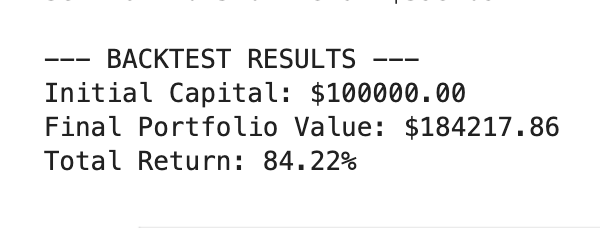 --- BACKTEST RESULTS ---
Initial Capital: $100000.00
Final Portfolio Value: $184217.86
Total Return: 84.22%